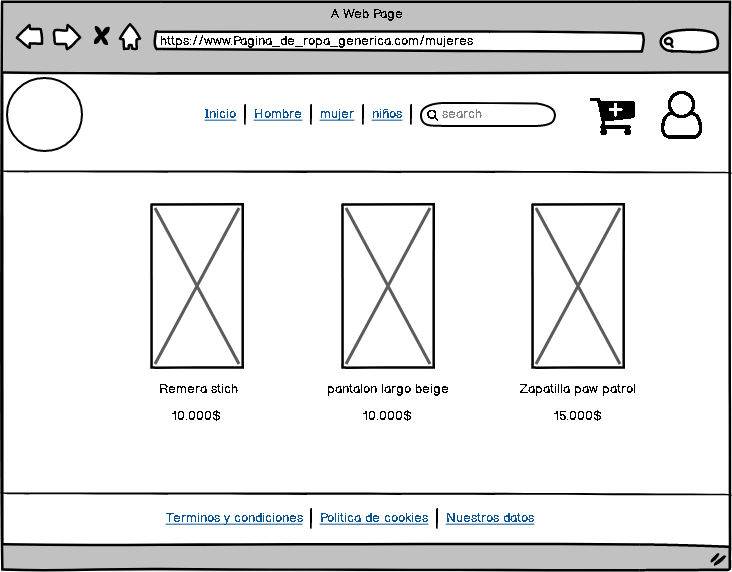 A Web Page
https://www.Pagina_de_ropa_generica.com/mujeres
Inicio | Hombre | mujer | niños | search
Remera stich pantalon largo beige Zapatilla paw patrol
10.000$ 10.000$ 15.000$
Terminos y condiciones | Politica de cookies | Nuestros datos